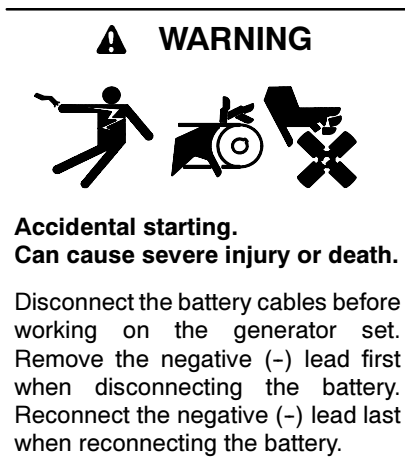 WARNING
Accidental starting.
Can cause severe injury or death.
Disconnect the battery cables before
working on the generator set.
Remove the negative (–) lead first
when disconnecting the battery.
Reconnect the negative (–) lead last
when reconnecting the battery.